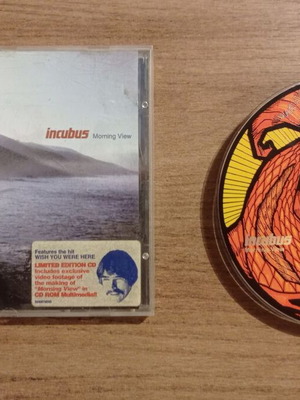 incubus Morning View
Features the hit
WISH YOU WERE HERE
LIMITED EDITION CD
Includes exclusive
video footage of
the making of
"Morning View" in
CD ROM Multimedia!!
incubus